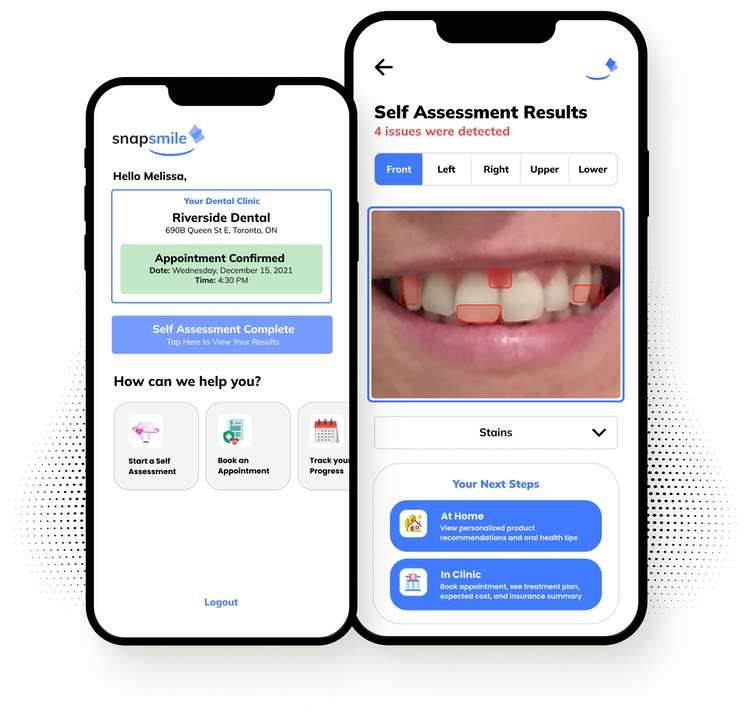 snapsmile
Hello Melissa,
Your Dental Clinic
Riverside Dental
690B Queen St E, Toronto, ON
Appointment Confirmed
Date: Wednesday, December 15, 2021
Time: 4:30 PM
Self Assessment Complete
Tap Here to View Your Results
How can we help you?
Start a Self
Assessment
Book an
Appointment
Track your
Progress
Logout
Self Assessment Results
4 issues were detected
Front Left Right Upper Lower
Stains
Your Next Steps
At Home
View personalized product
recommendations and oral health tips
In Clinic
Book appointment, see treatment plan,
expected cost, and insurance summary